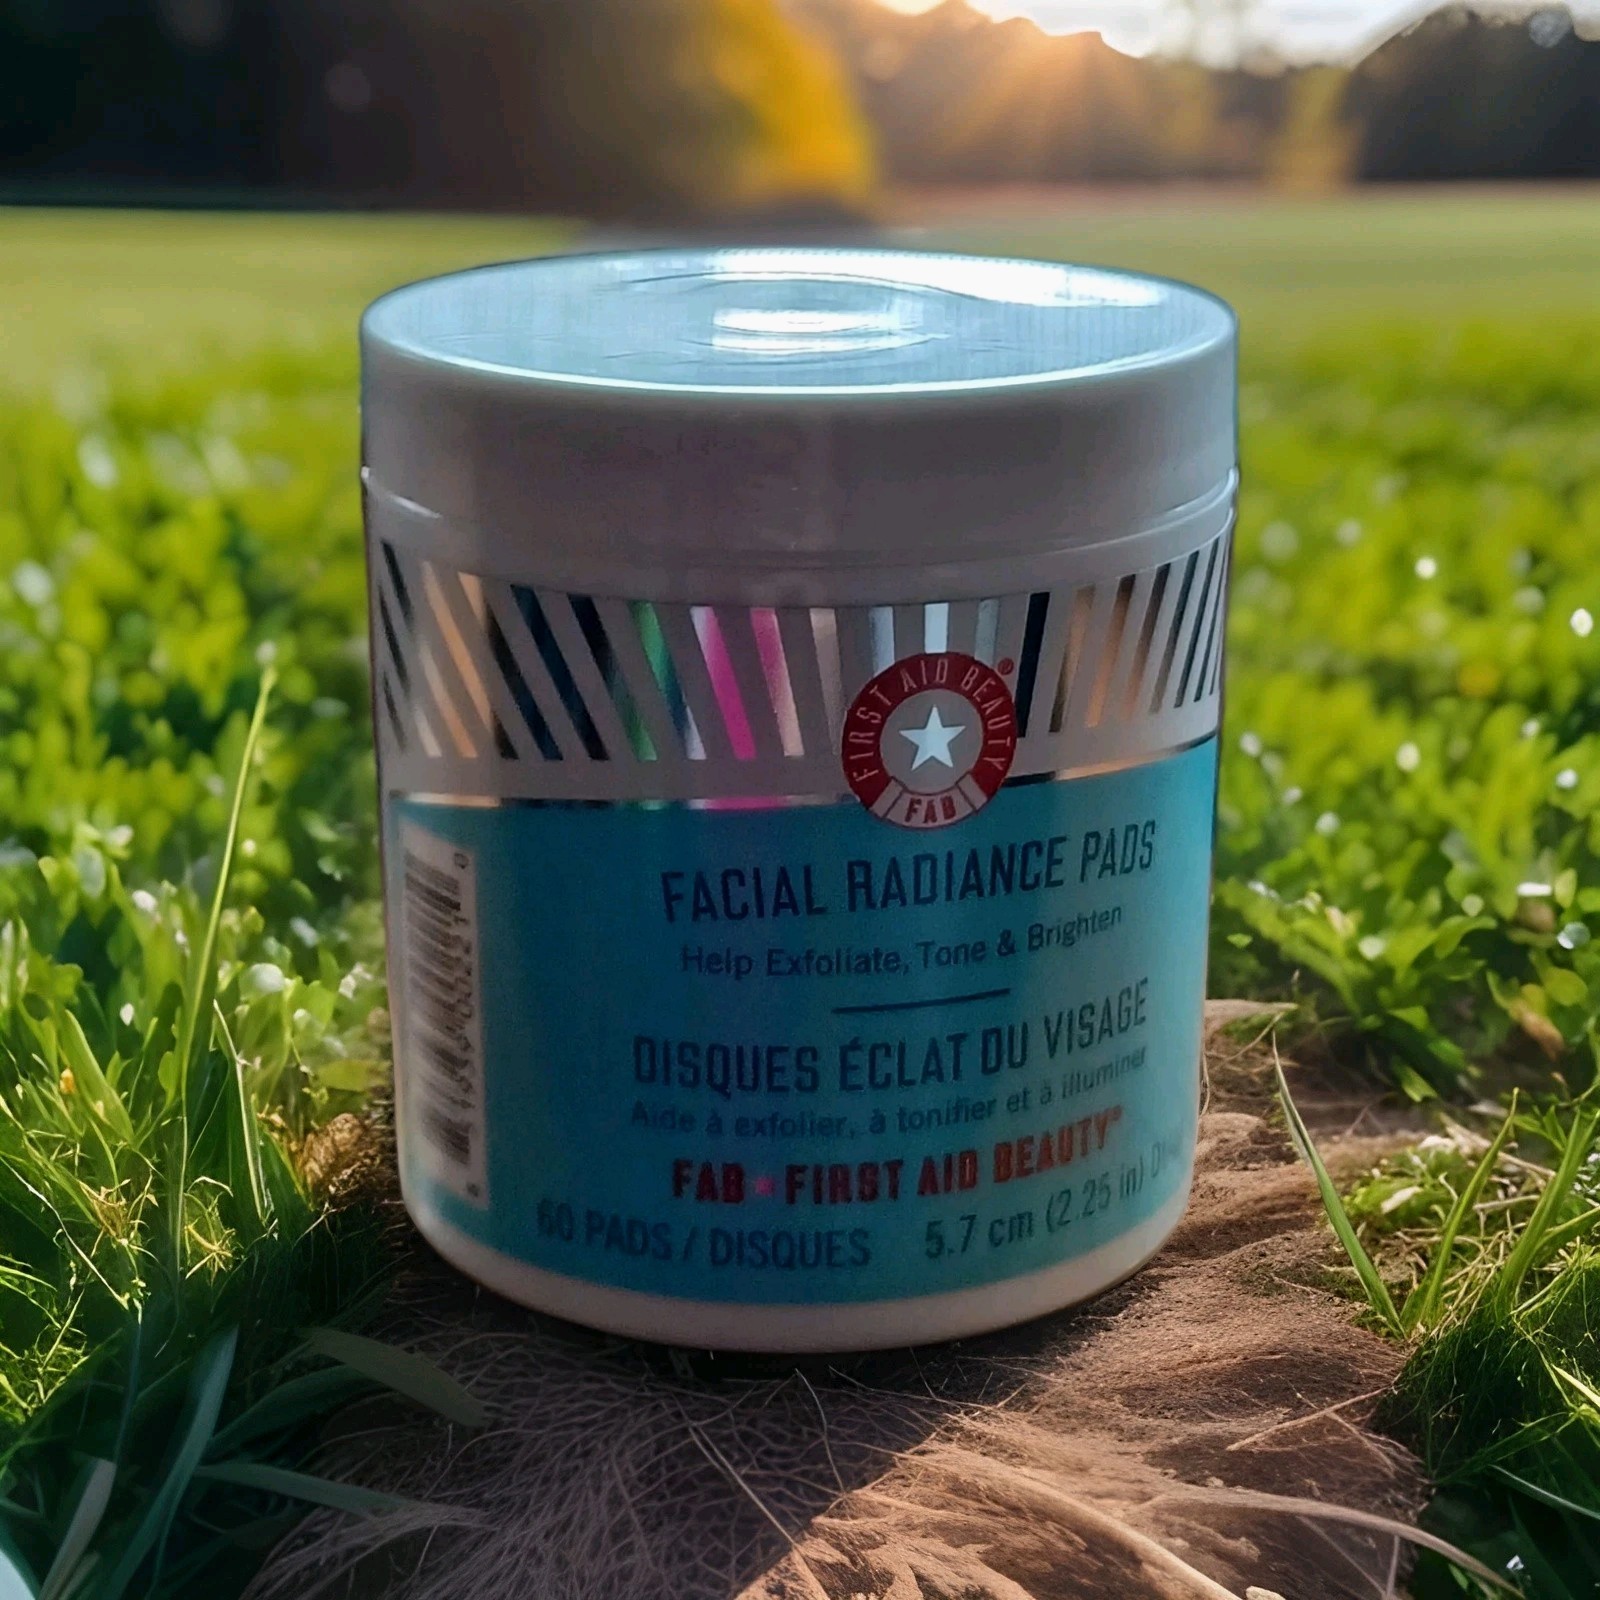 FIRST AID BEAUTY®
FAB
FACIAL RADIANCE PADS
Help Exfoliate, Tone & Brighten
DISQUES ÉCLAT DU VISAGE
Aide à exfolier, à tonifier et à illuminer
FAB • FIRST AID BEAUTY®
60 PADS / DISQUES 5.7 cm (2.25 in)